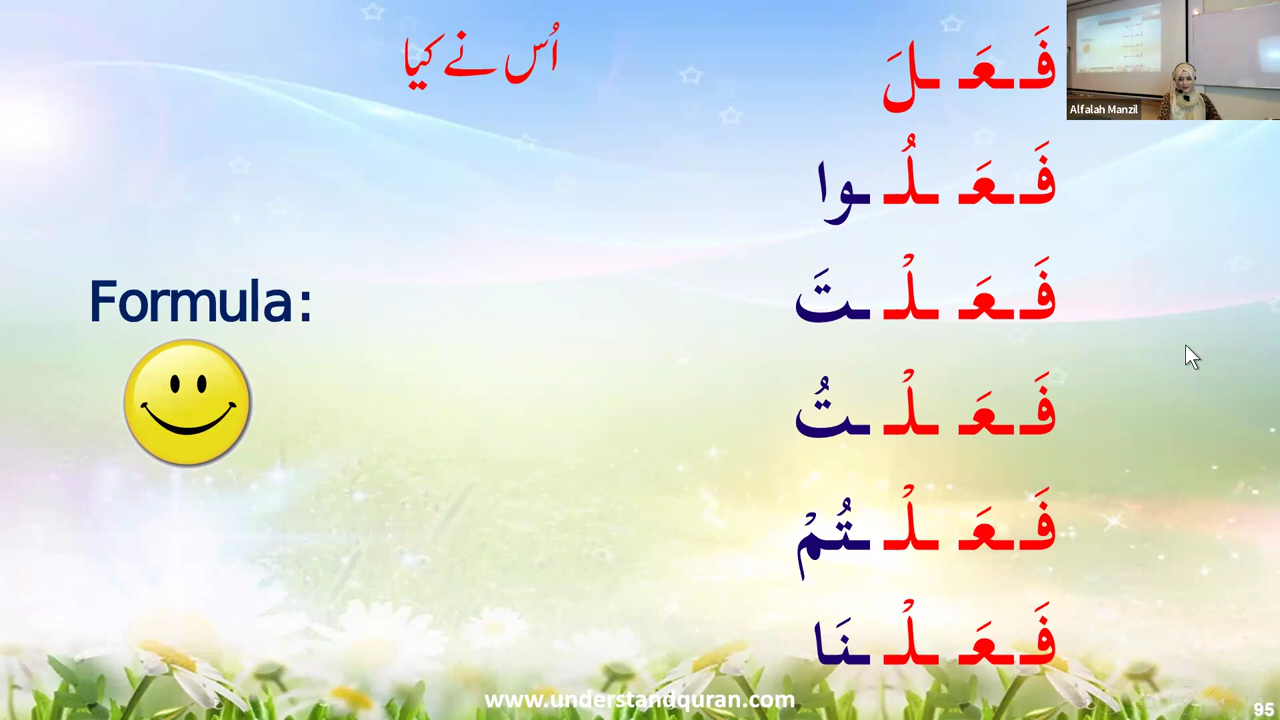 فَعَلَ اُس نے کیا
Alfalah Manzil
فَعَلُوا
فَعَلْتَ
Formula:
فَعَلْتُ
فَعَلْتُمْ
فَعَلْنَا
www.understandquran.com
95